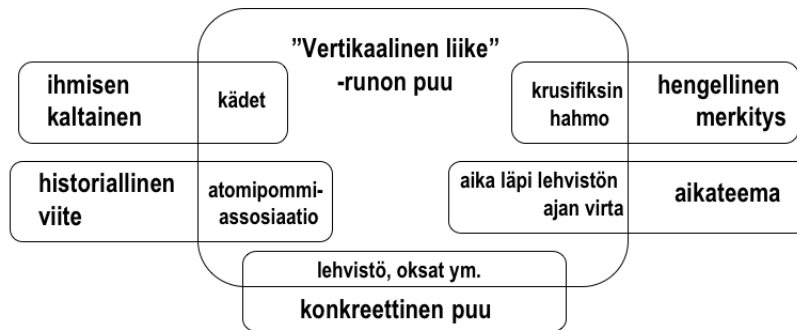 ”Vertikaalinen liike”
-runon puu
ihmisen
kaltainen
kädet
krusifiksin
hahmo
hengellinen
merkitys
historiallinen
viite
atomipommi-
assosiaatio
aika läpi lehvistön
ajan virta
aikateema
lehvistö, oksat ym.
konkreettinen puu